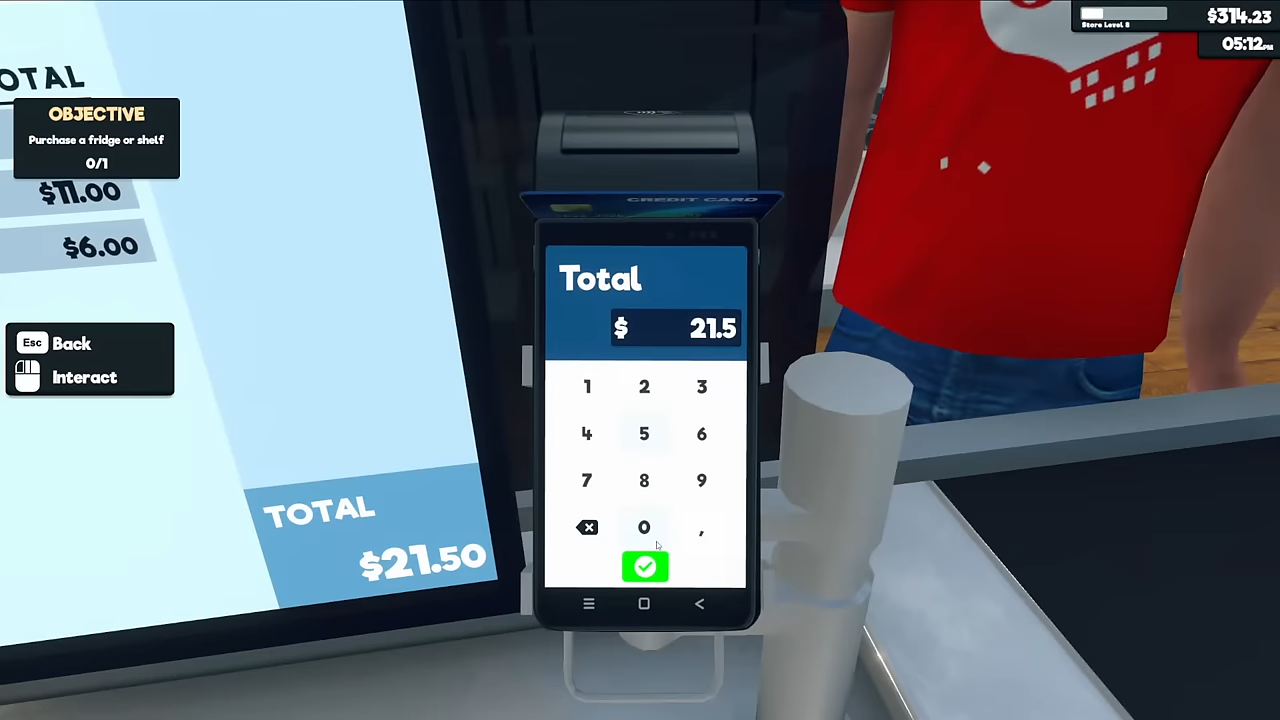 $314.23
Store Level 8
05:12PM
OTAL
OBJECTIVE
Purchase a fridge or shelf
0/1
$11.00
$6.00
Esc Back
Interact
TOTAL
$21.50
CREDIT CARD
Total
$ 21.5
1 2 3
4 5 6
7 8 9
0 ,